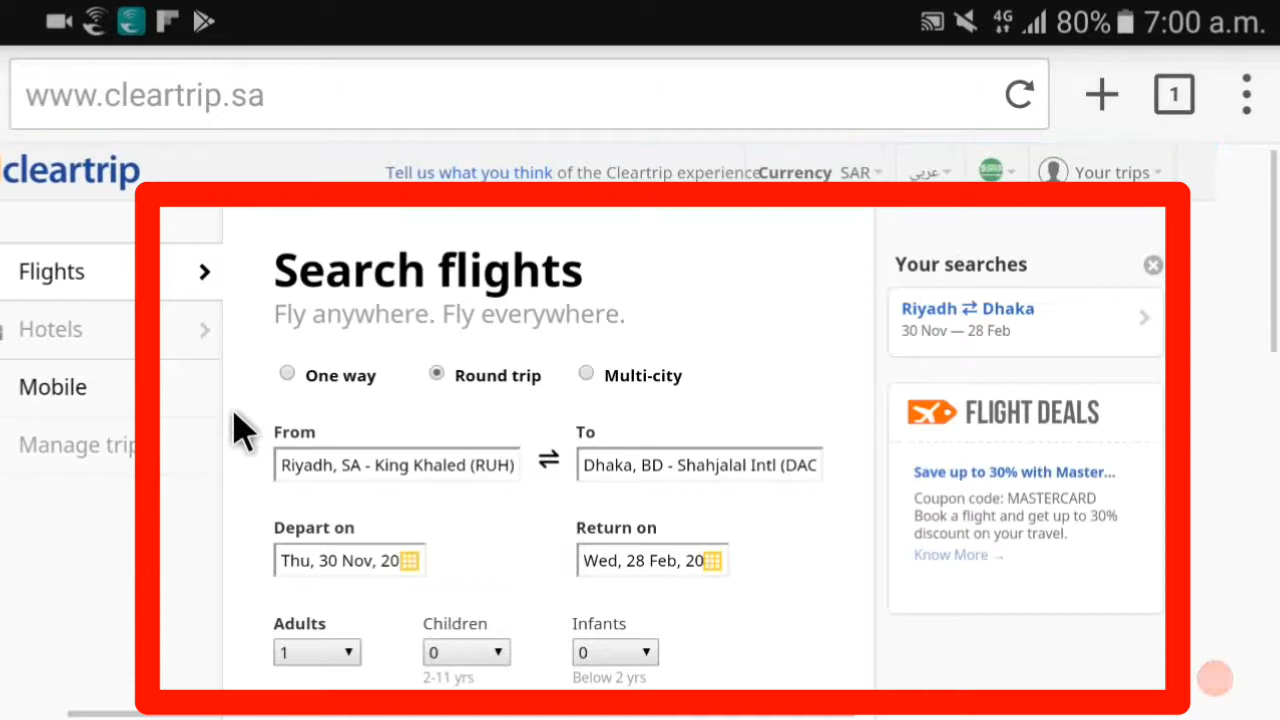 4G 80% 7:00 a.m.
www.cleartrip.sa
1
cleartrip
Tell us what you think of the Cleartrip experience
Currency SAR
عربي
Your trips
Flights
Hotels
Mobile
Manage trip
Search flights
Fly anywhere. Fly everywhere.
One way
Round trip
Multi-city
From
To
Riyadh, SA - King Khaled (RUH)
Dhaka, BD - Shahjalal Intl (DAC
Depart on
Return on
Thu, 30 Nov, 20
Wed, 28 Feb, 20
Adults
Children
Infants
1
0
0
2-11 yrs
Below 2 yrs
Your searches
Riyadh ⇄ Dhaka
30 Nov — 28 Feb
FLIGHT DEALS
Save up to 30% with Master...
Coupon code: MASTERCARD
Book a flight and get up to 30%
discount on your travel.
Know More →